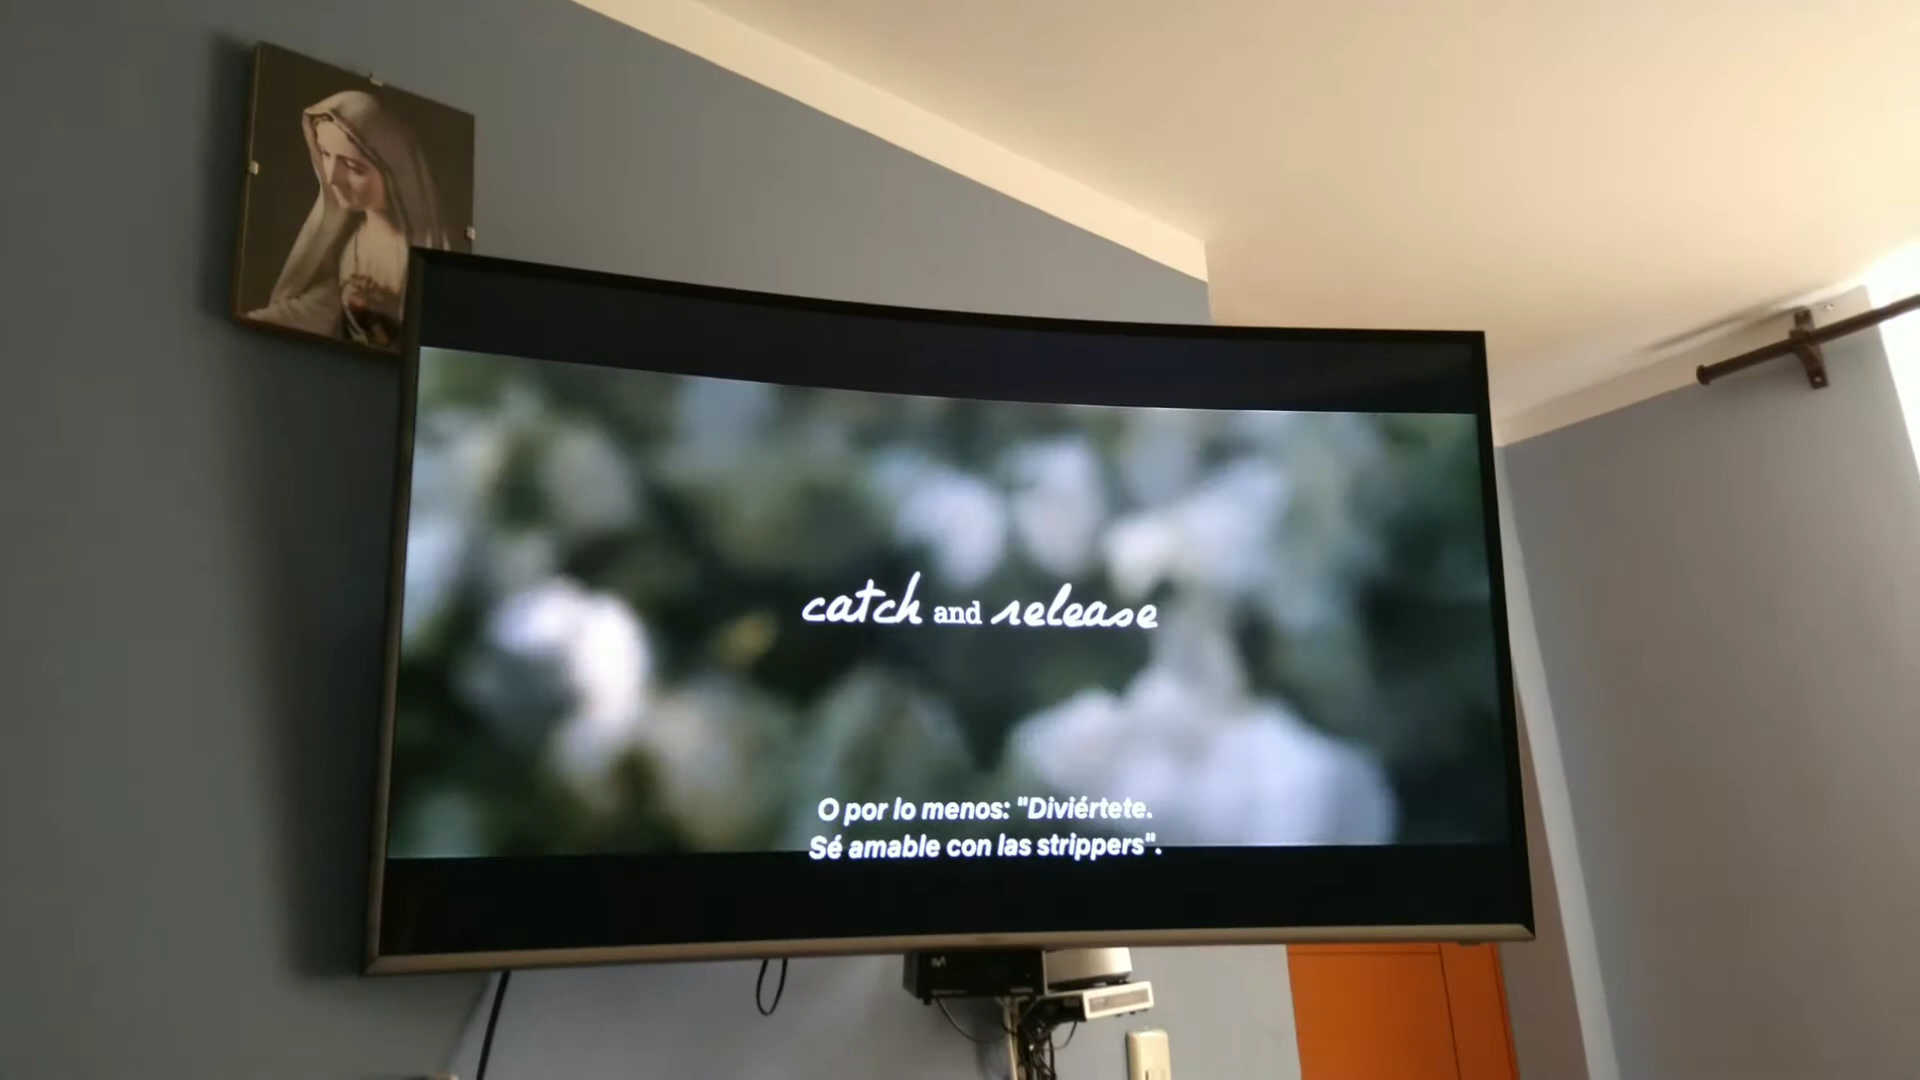 catch and release
O por lo menos: "Diviértete.
Sé amable con las strippers".